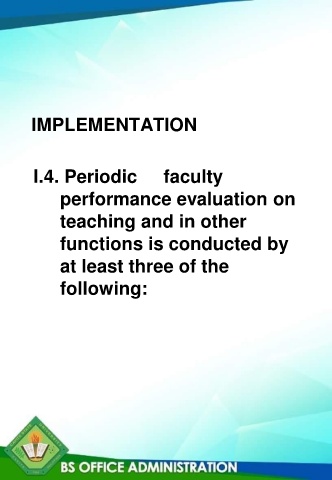 IMPLEMENTATION
I.4. Periodic faculty
performance evaluation on
teaching and in other
functions is conducted by
at least three of the
following:
BS OFFICE ADMINISTRATION